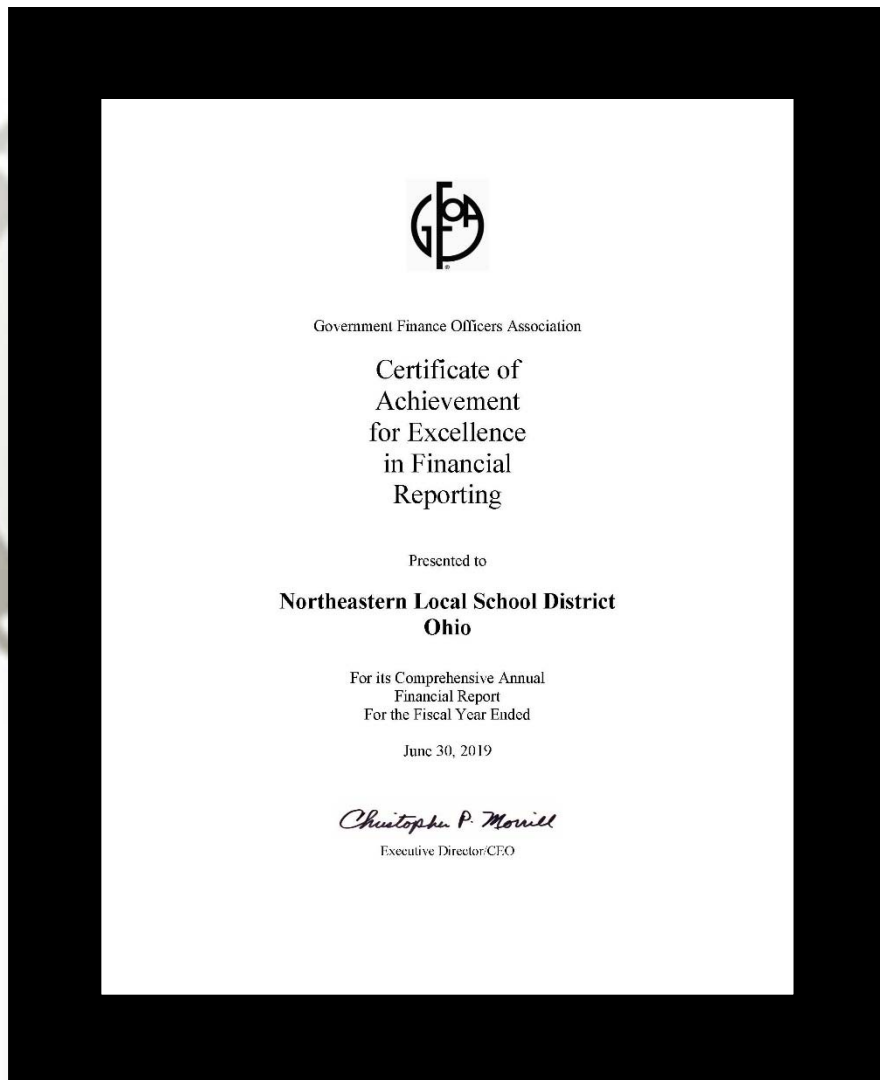 GFOA
®
Government Finance Officers Association
Certificate of
Achievement
for Excellence
in Financial
Reporting
Presented to
Northeastern Local School District
Ohio
For its Comprehensive Annual
Financial Report
For the Fiscal Year Ended
June 30, 2019
Christopher P. Morrill
Executive Director/CEO